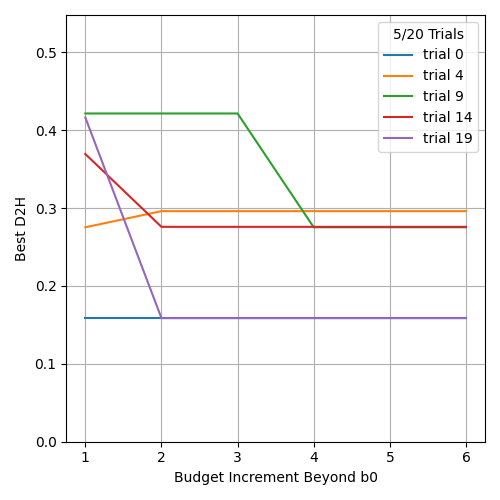 5/20 Trials
trial 0
trial 4
trial 9
trial 14
trial 19
Best D2H
0.5
0.4
0.3
0.2
0.1
0.0
1 2 3 4 5 6
Budget Increment Beyond b0